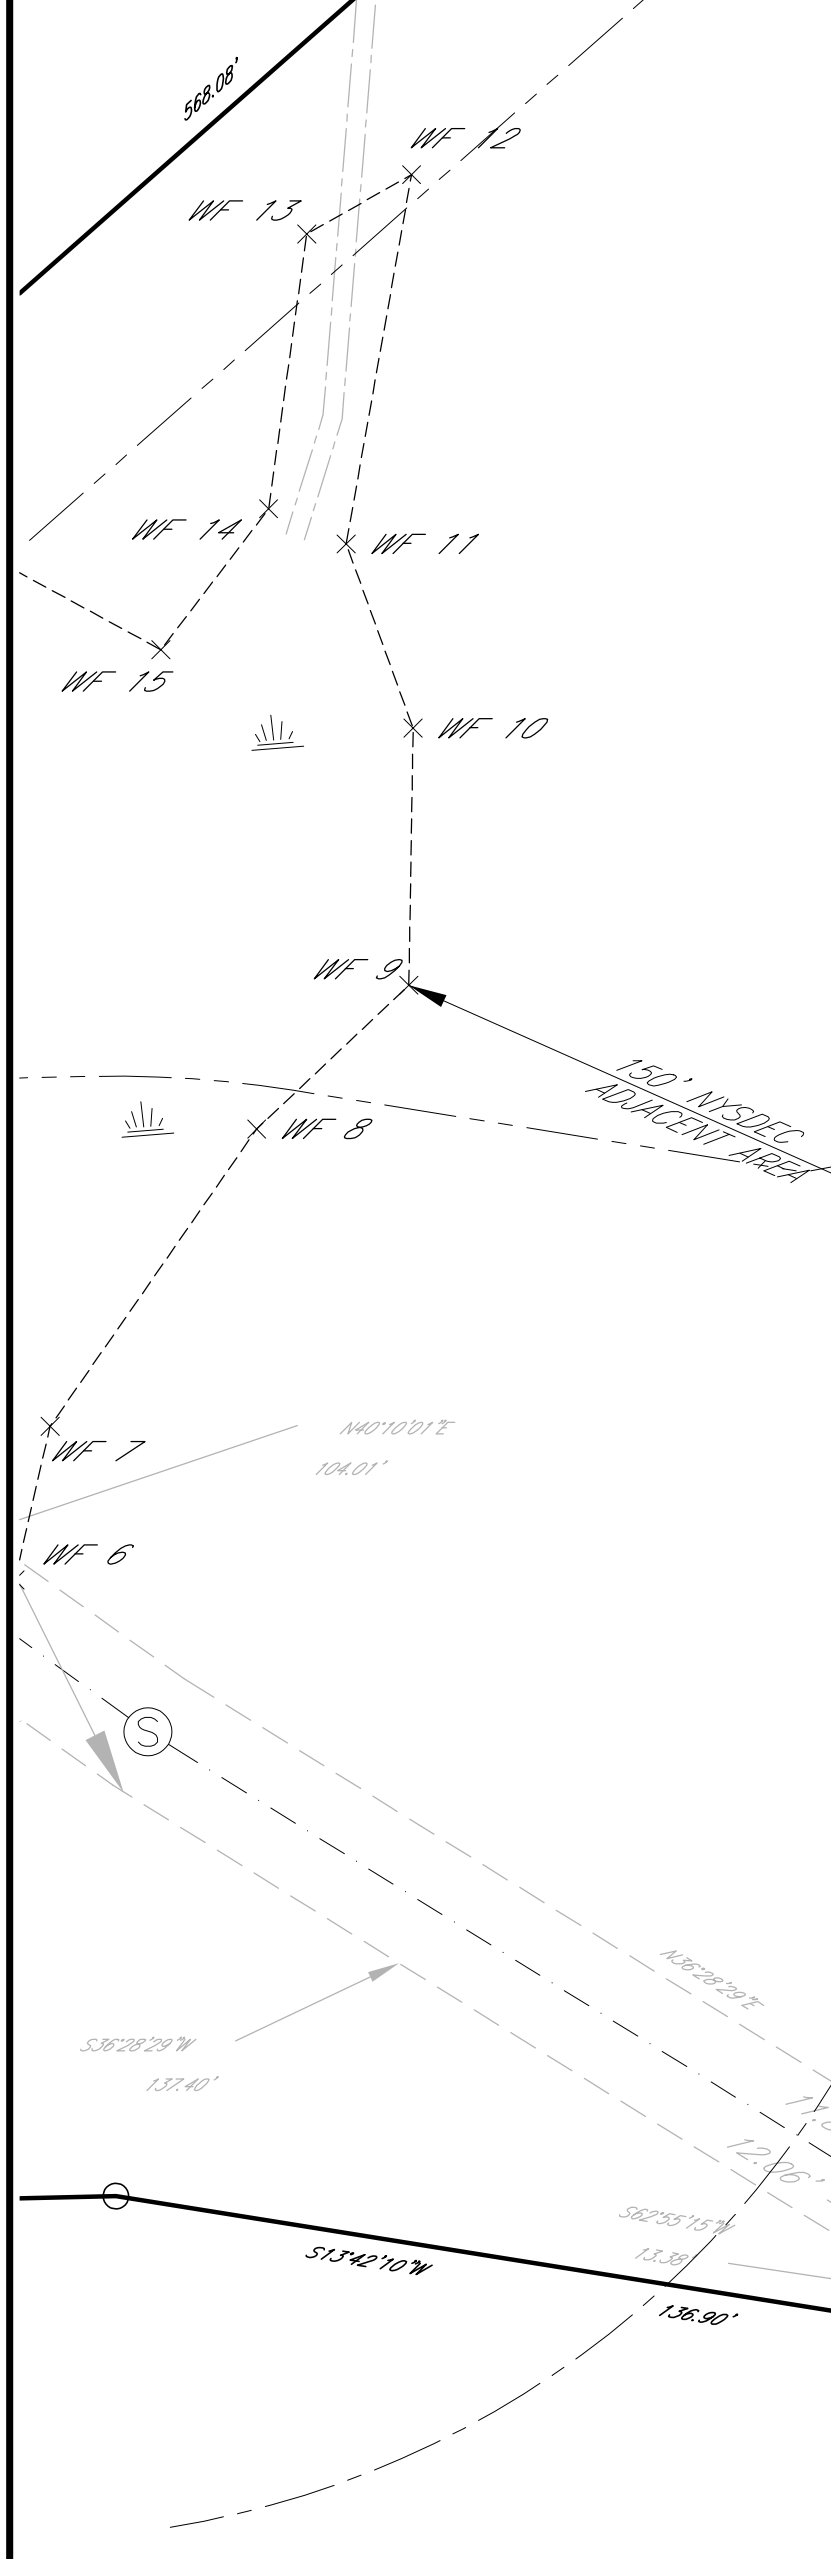 568.08'
WF 12
WF 13
WF 14
WF 11
WF 15
WF 10
WF 9
150' NYSDEC
ADJACENT AREA
WF 8
N40°10'01"E
104.01'
WF 7
WF 6
S
N36°28'29"E
S36°28'29"W
137.40'
12.06'
S62°55'15"W
13.38'
S13°42'10"W
136.90'